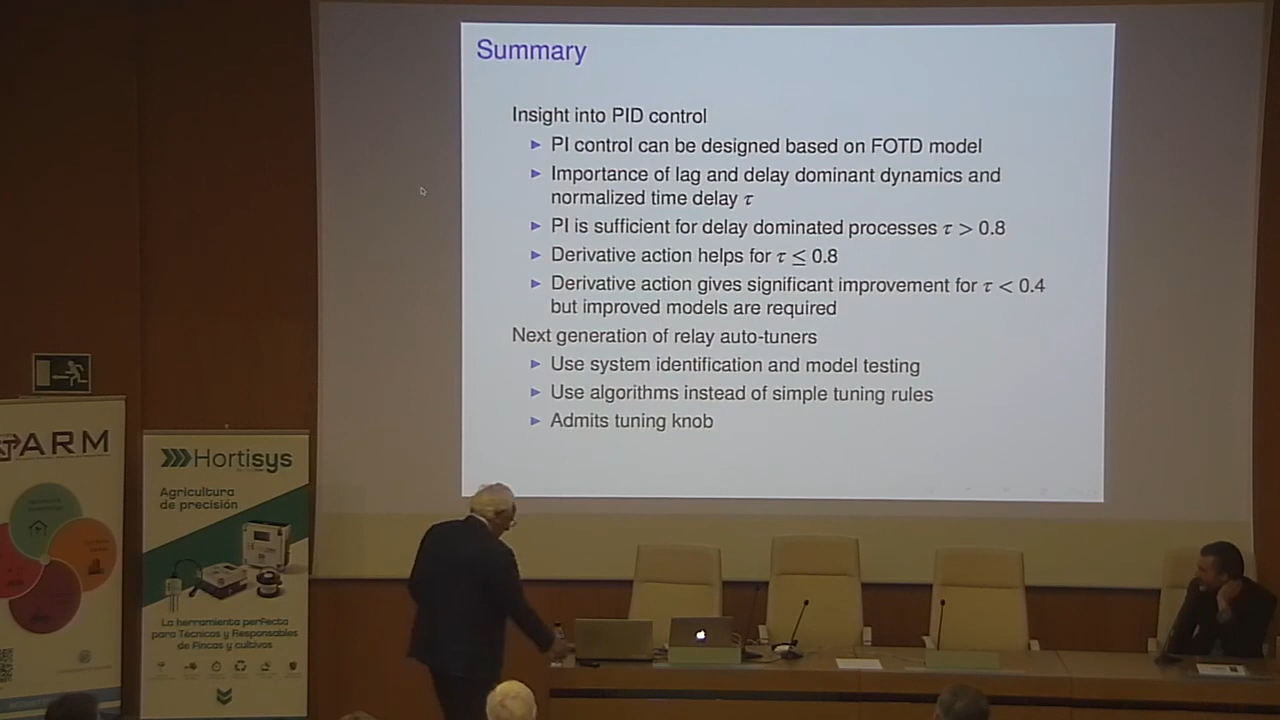 Summary
Insight into PID control
PI control can be designed based on FOTD model
Importance of lag and delay dominant dynamics and
normalized time delay τ
PI is sufficient for delay dominated processes τ > 0.8
Derivative action helps for τ ≤ 0.8
Derivative action gives significant improvement for τ < 0.4
but improved models are required
Next generation of relay auto-tuners
Use system identification and model testing
Use algorithms instead of simple tuning rules
Admits tuning knob
ARM
Hortisys
Agricultura
de precisión
La herramienta perfecta
para Técnicos y Responsables
de Fincas y cultivos